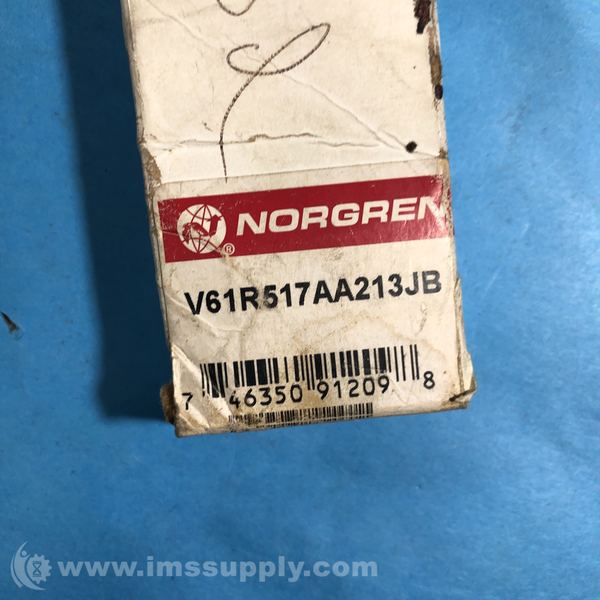 NORGREN
®
V61R517AA213JB
7 46350 91209 8
www.imssupply.com